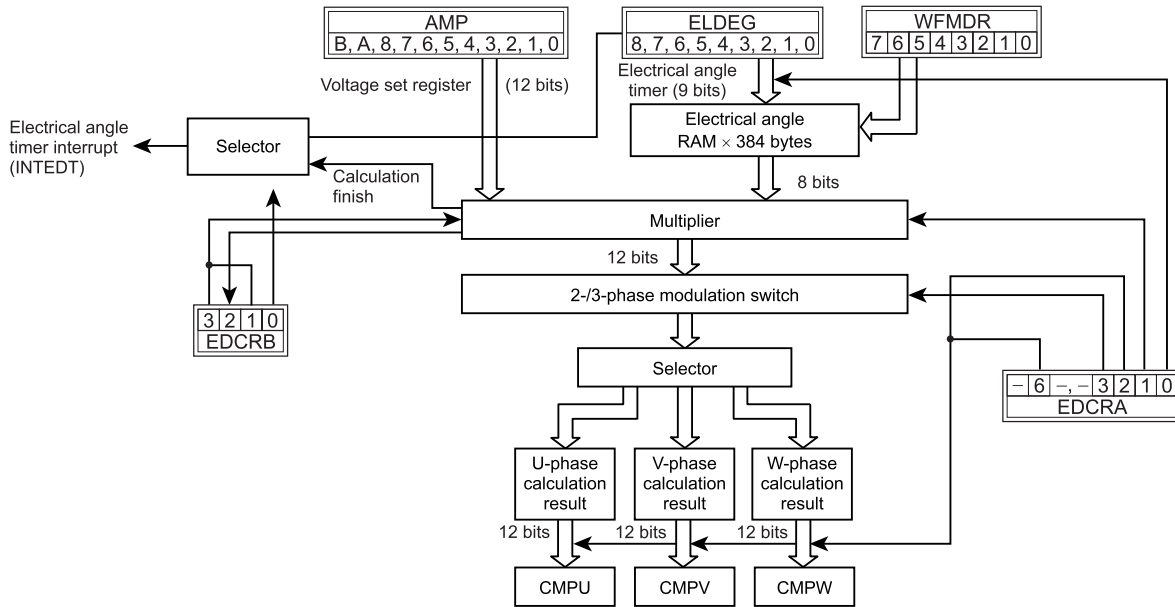 AMP
B, A, 8, 7, 6, 5, 4, 3, 2, 1, 0
ELDEG
8, 7, 6, 5, 4, 3, 2, 1, 0
WFMDR
7 6 5 4 3 2 1 0
Voltage set register
(12 bits)
Electrical angle
timer (9 bits)
Electrical angle
RAM × 384 bytes
Electrical angle
timer interrupt
(INTEDT)
Selector
Calculation
finish
8 bits
Multiplier
12 bits
2-/3-phase modulation switch
3 2 1 0
EDCRB
Selector
– 6 –, – 3 2 1 0
EDCRA
U-phase
calculation
result
V-phase
calculation
result
W-phase
calculation
result
12 bits
12 bits
12 bits
CMPU
CMPV
CMPW